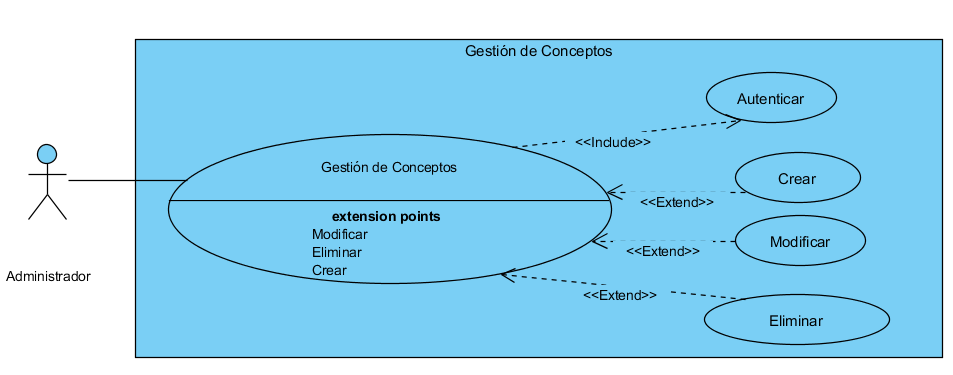 Gestión de Conceptos
Autenticar
<<Include>>
Gestión de Conceptos
Crear
<<Extend>>
extension points
Modificar
Eliminar
Crear
Modificar
<<Extend>>
Administrador
<<Extend>>
Eliminar